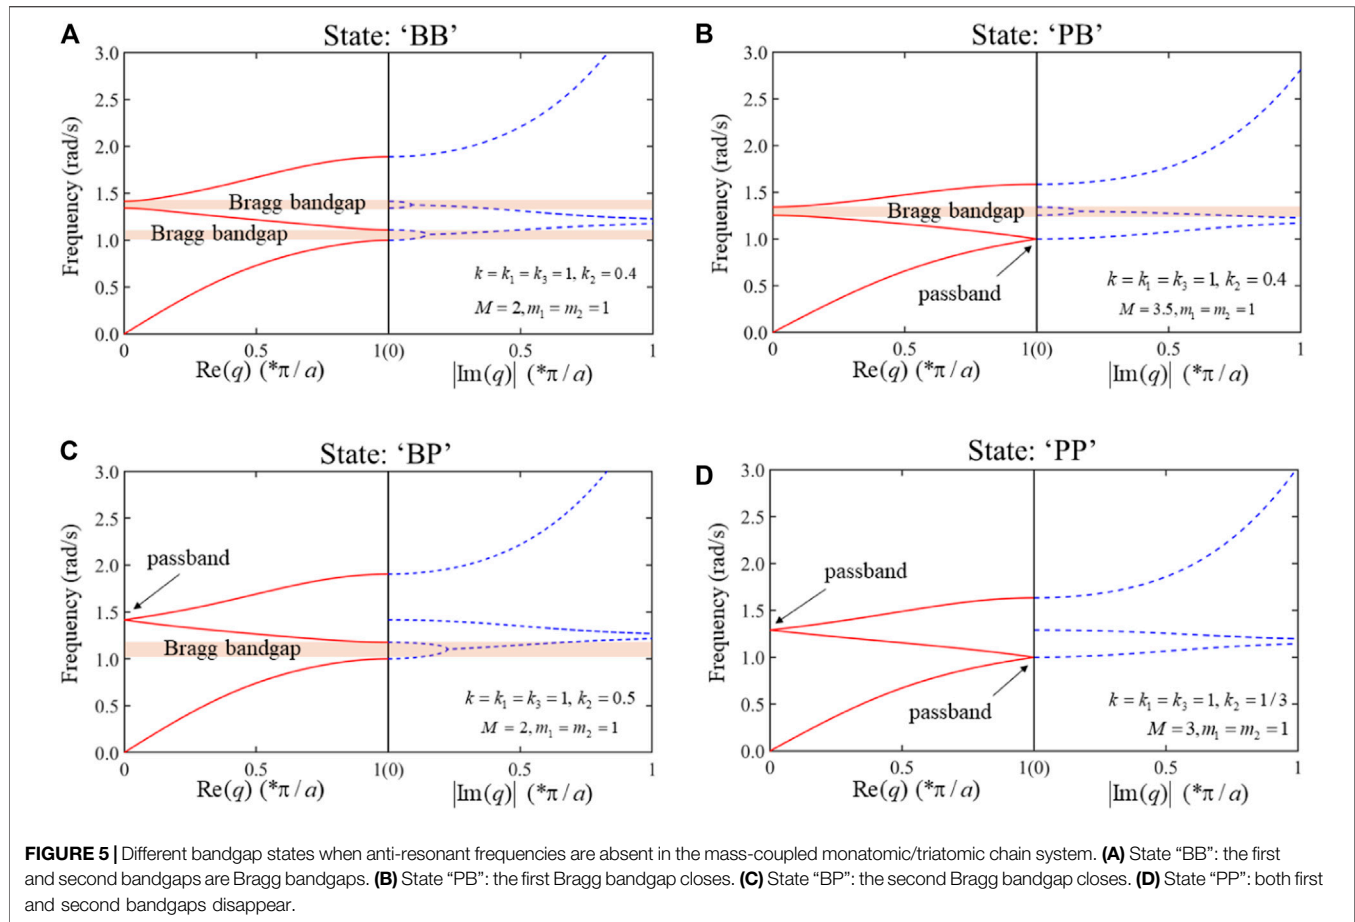 A
State: ‘BB’
3.0
2.5
2.0
1.5
1.0
0.5
0.0
Frequency (rad/s)
Bragg bandgap
Bragg bandgap
k = k₁ = k₃ = 1, k₂ = 0.4
M = 2, m₁ = m₂ = 1
0 0.5 1(0) 0.5 1
Re(q) (*π/a) |Im(q)| (*π/a)
B
State: ‘PB’
3.0
2.5
2.0
1.5
1.0
0.5
0.0
Frequency (rad/s)
Bragg bandgap
passband
k = k₁ = k₃ = 1, k₂ = 0.4
M = 3.5, m₁ = m₂ = 1
0 0.5 1(0) 0.5 1
Re(q) (*π/a) |Im(q)| (*π/a)
C
State: ‘BP’
3.0
2.5
2.0
1.5
1.0
0.5
0.0
Frequency (rad/s)
passband
Bragg bandgap
k = k₁ = k₃ = 1, k₂ = 0.5
M = 2, m₁ = m₂ = 1
0 0.5 1(0) 0.5 1
Re(q) (*π/a) |Im(q)| (*π/a)
D
State: ‘PP’
3.0
2.5
2.0
1.5
1.0
0.5
0.0
Frequency (rad/s)
passband
passband
k = k₁ = k₃ = 1, k₂ = 1/3
M = 3, m₁ = m₂ = 1
0 0.5 1(0) 0.5 1
Re(q) (*π/a) |Im(q)| (*π/a)
FIGURE 5 | Different bandgap states when anti-resonant frequencies are absent in the mass-coupled monatomic/triatomic chain system. (A) State “BB”: the first
and second bandgaps are Bragg bandgaps. (B) State “PB”: the first Bragg bandgap closes. (C) State “BP”: the second Bragg bandgap closes. (D) State “PP”: both first
and second bandgaps disappear.